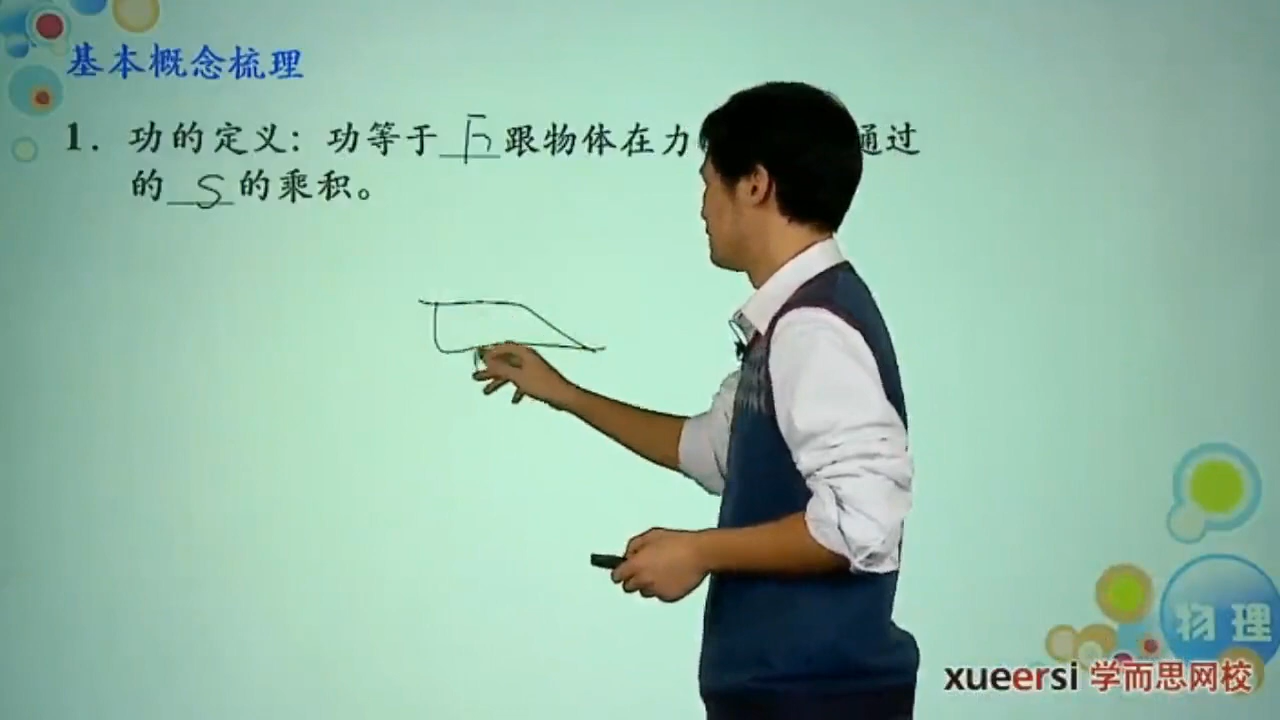 基本概念梳理
1. 功的定义：功等于 F 跟物体在力 通过
的 S 的乘积。
物理
xueersi 学而思网校